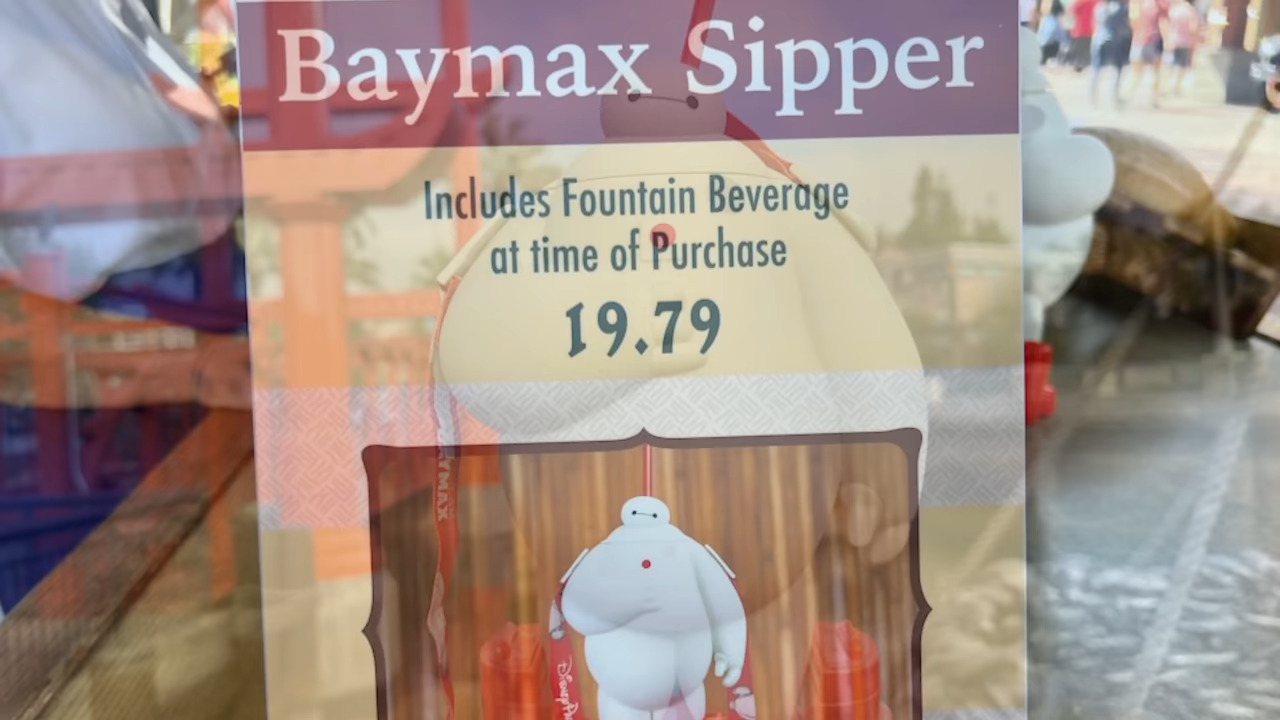 Baymax Sipper
Includes Fountain Beverage
at time of Purchase
19.79